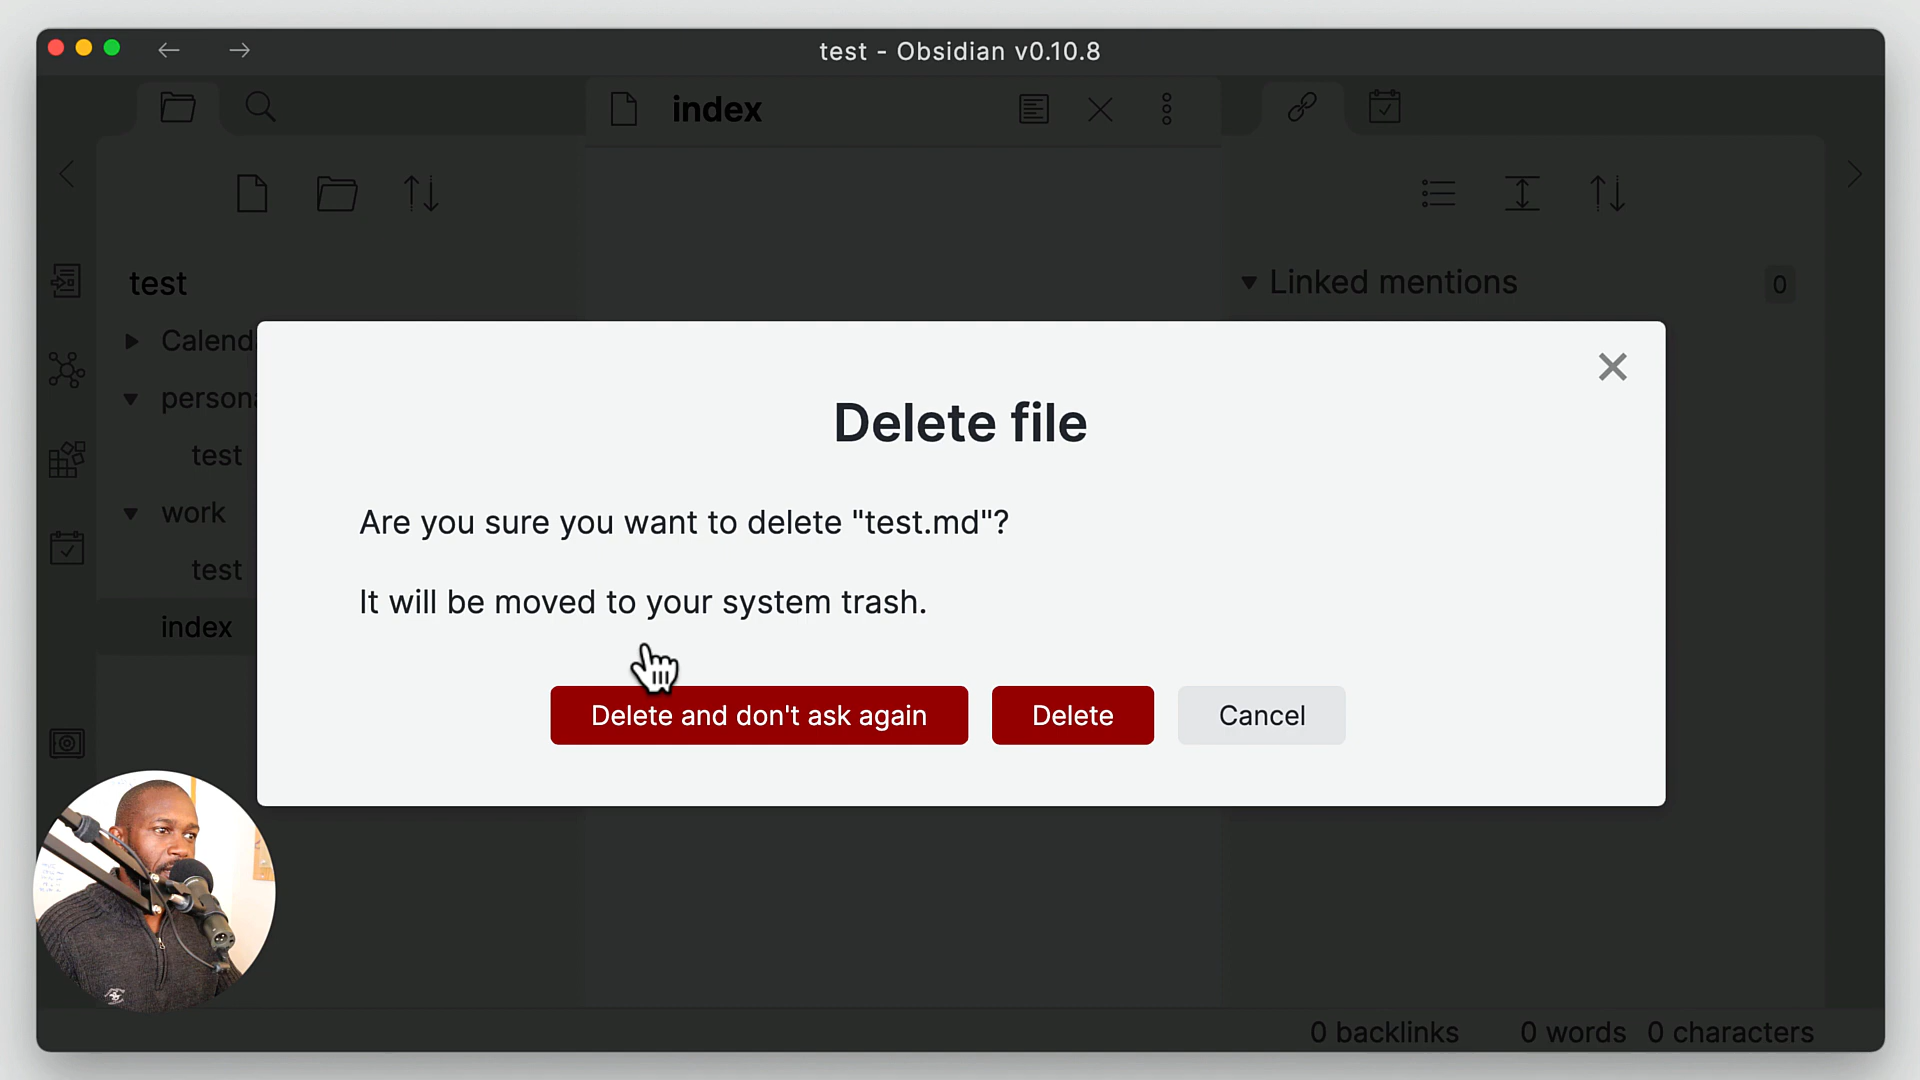 test - Obsidian v0.10.8
index
test
Linked mentions
0
Calend
persona
test
work
test
index
Delete file
Are you sure you want to delete "test.md"?
It will be moved to your system trash.
Delete and don't ask again
Delete
Cancel
0 backlinks
0 words
0 characters